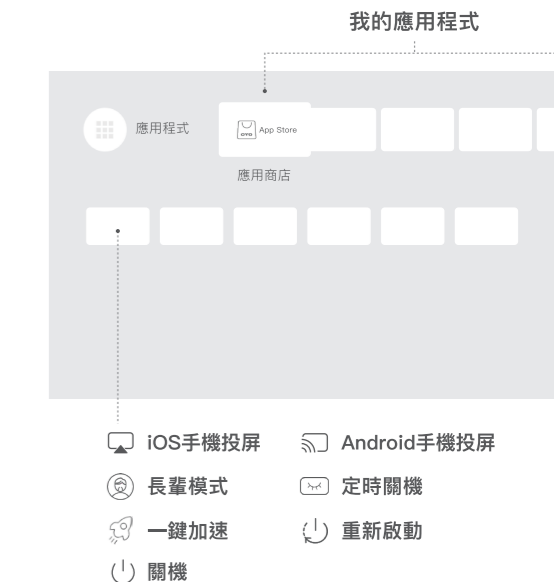 我的應用程式
應用程式
OVO
App Store
應用商店
iOS手機投屏
Android手機投屏
長輩模式
定時關機
一鍵加速
重新啟動
關機